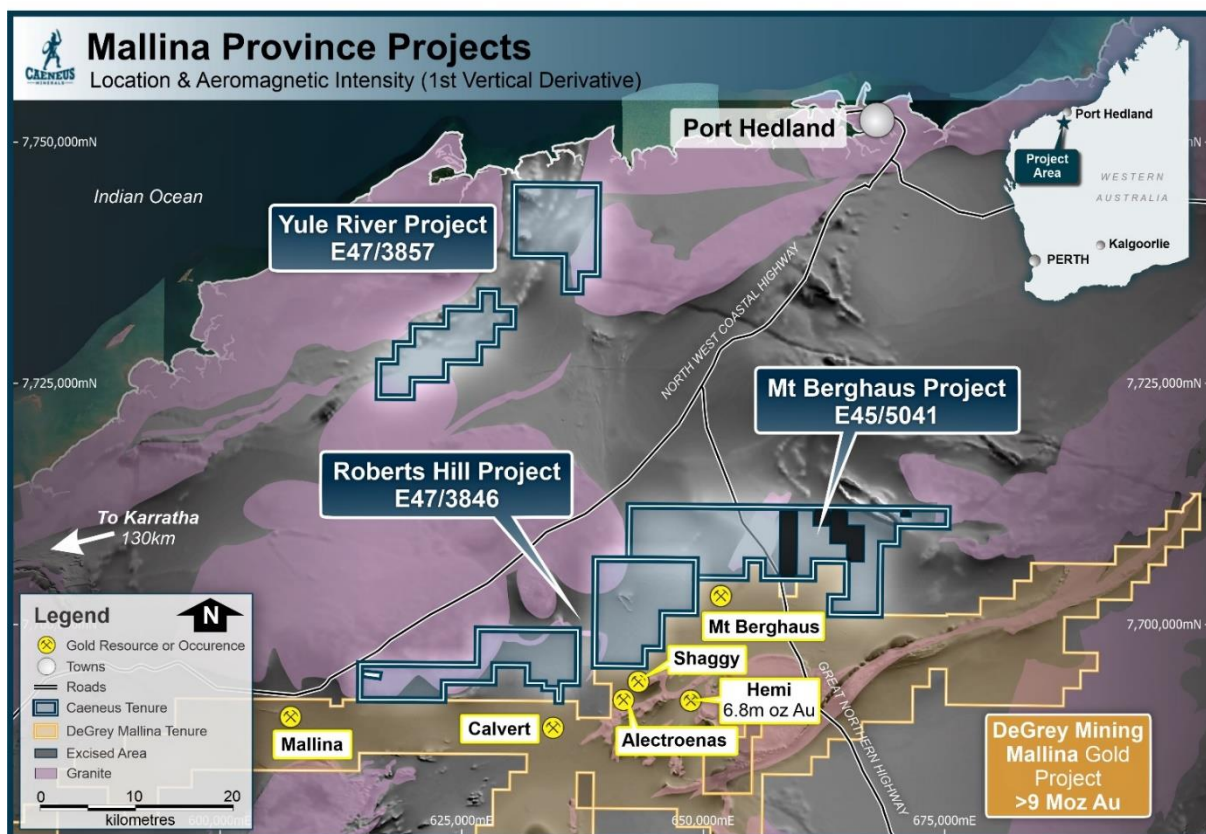 CAENEUS
MINERALS
Mallina Province Projects
Location & Aeromagnetic Intensity (1st Vertical Derivative)
Port Hedland
Port Hedland
Project
Area
WESTERN
AUSTRALIA
Kalgoorlie
PERTH
7,750,000mN
Indian Ocean
Yule River Project
E47/3857
NORTH WEST COASTAL HIGHWAY
7,725,000mN
7,725,000mN
Mt Berghaus Project
E45/5041
Roberts Hill Project
E47/3846
To Karratha
130km
Legend
N
Gold Resource or Occurence
Towns
Roads
Caeneus Tenure
DeGrey Mallina Tenure
Excised Area
Granite
0 10 20
kilometres
7,700,000mN
Mt Berghaus
Shaggy
Hemi
6.8m oz Au
Alectroenas
Calvert
Mallina
GREAT NORTHERN HIGHWAY
DeGrey Mining
Mallina Gold
Project
>9 Moz Au
600,000mE
625,000mE
650,000mE
675,000mE